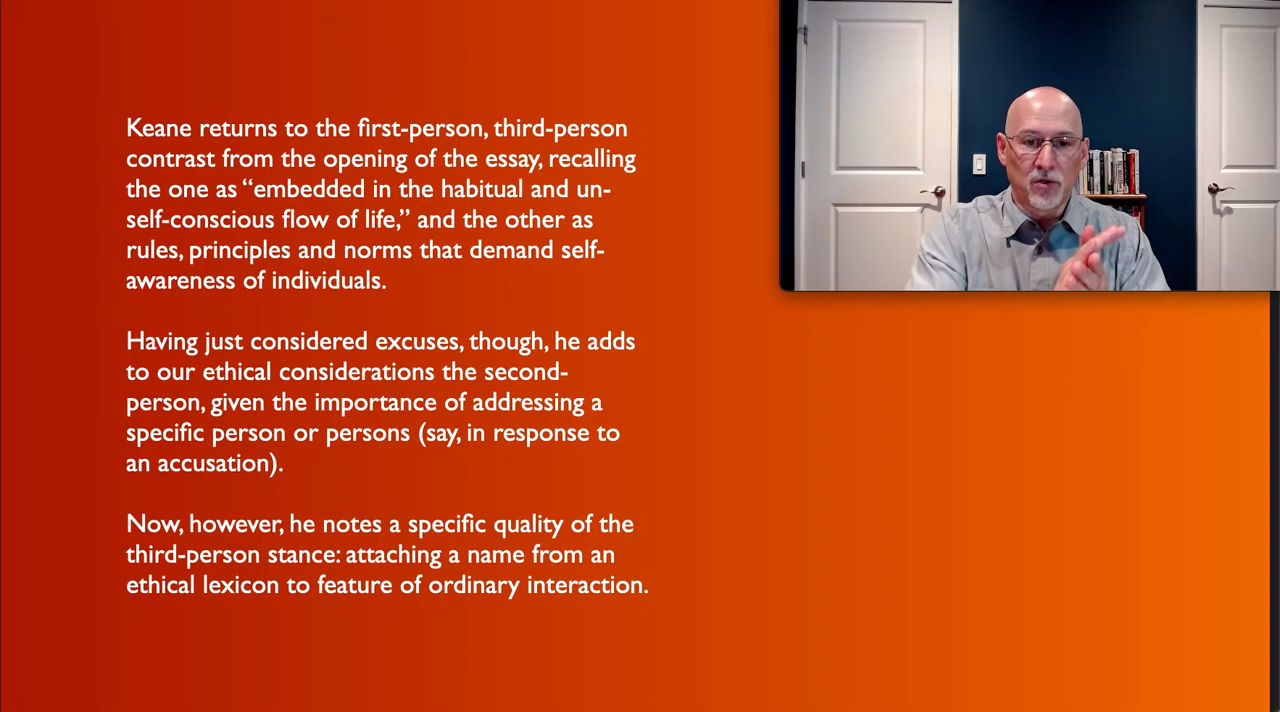 Keane returns to the first-person, third-person
contrast from the opening of the essay, recalling
the one as “embedded in the habitual and un-
self-conscious flow of life,” and the other as
rules, principles and norms that demand self-
awareness of individuals.
Having just considered excuses, though, he adds
to our ethical considerations the second-
person, given the importance of addressing a
specific person or persons (say, in response to
an accusation).
Now, however, he notes a specific quality of the
third-person stance: attaching a name from an
ethical lexicon to feature of ordinary interaction.